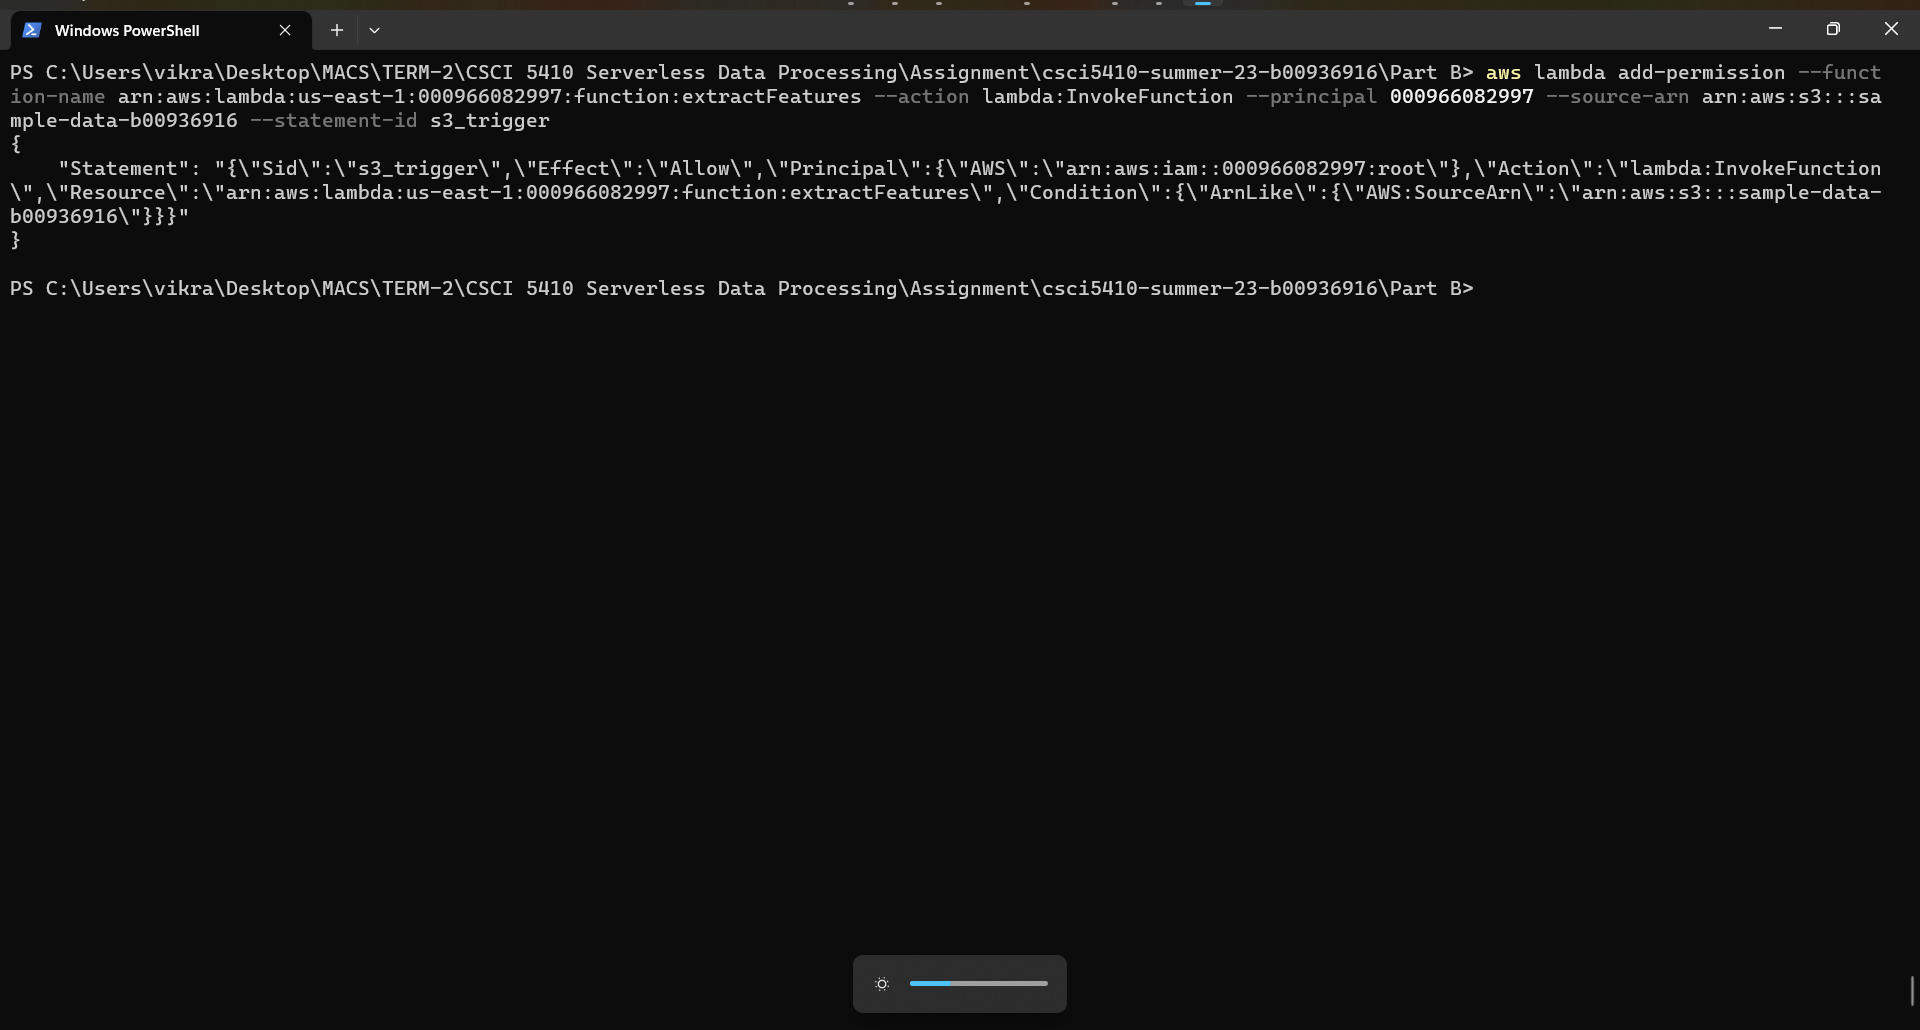 Windows PowerShell
PS C:\Users\vikra\Desktop\MACS\TERM-2\CSCI 5410 Serverless Data Processing\Assignment\csci5410-summer-23-b00936916\Part B> aws lambda add-permission --funct
ion-name arn:aws:lambda:us-east-1:000966082997:function:extractFeatures --action lambda:InvokeFunction --principal 000966082997 --source-arn arn:aws:s3:::sa
mple-data-b00936916 --statement-id s3_trigger
{
    "Statement": "{\"Sid\":\"s3_trigger\",\"Effect\":\"Allow\",\"Principal\":{\"AWS\":\"arn:aws:iam::000966082997:root\"},\"Action\":\"lambda:InvokeFunction
\",\"Resource\":\"arn:aws:lambda:us-east-1:000966082997:function:extractFeatures\",\"Condition\":{\"ArnLike\":{\"AWS:SourceArn\":\"arn:aws:s3:::sample-data-
b00936916\"}}}"
}
PS C:\Users\vikra\Desktop\MACS\TERM-2\CSCI 5410 Serverless Data Processing\Assignment\csci5410-summer-23-b00936916\Part B>